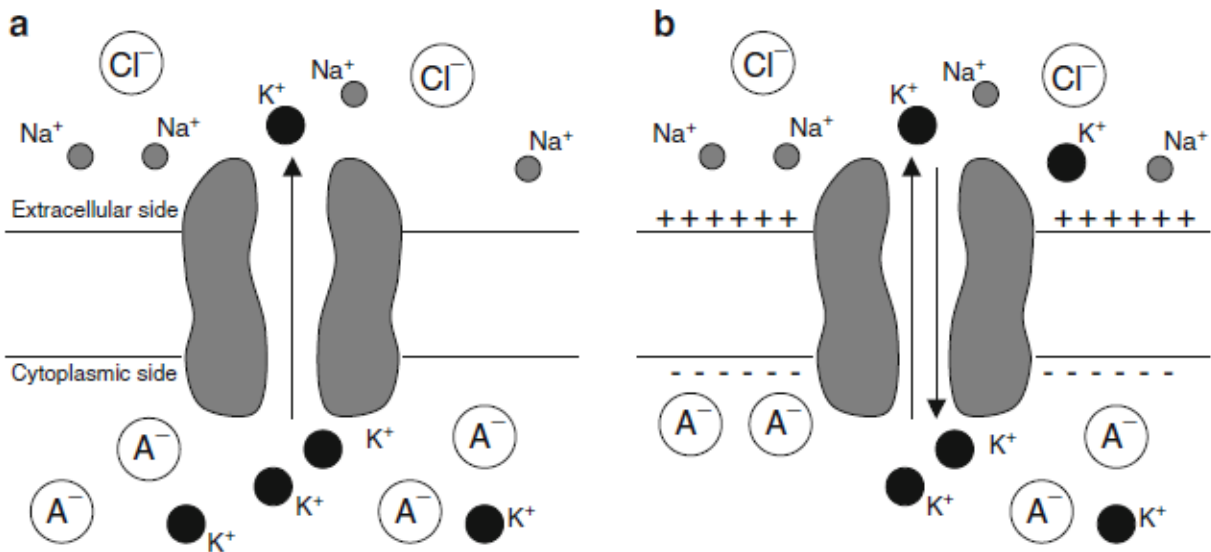 a
Cl⁻
Cl⁻
Na⁺
K⁺
Na⁺
Na⁺
Na⁺
Extracellular side
Cytoplasmic side
A⁻
K⁺
A⁻
A⁻
K⁺
A⁻
K⁺
K⁺
b
Cl⁻
Cl⁻
Na⁺
K⁺
Na⁺
Na⁺
K⁺
Na⁺
+ + + + + +
+ + + + + +
- - - - - -
- - - - - -
A⁻
A⁻
K⁺
A⁻
K⁺
A⁻
K⁺